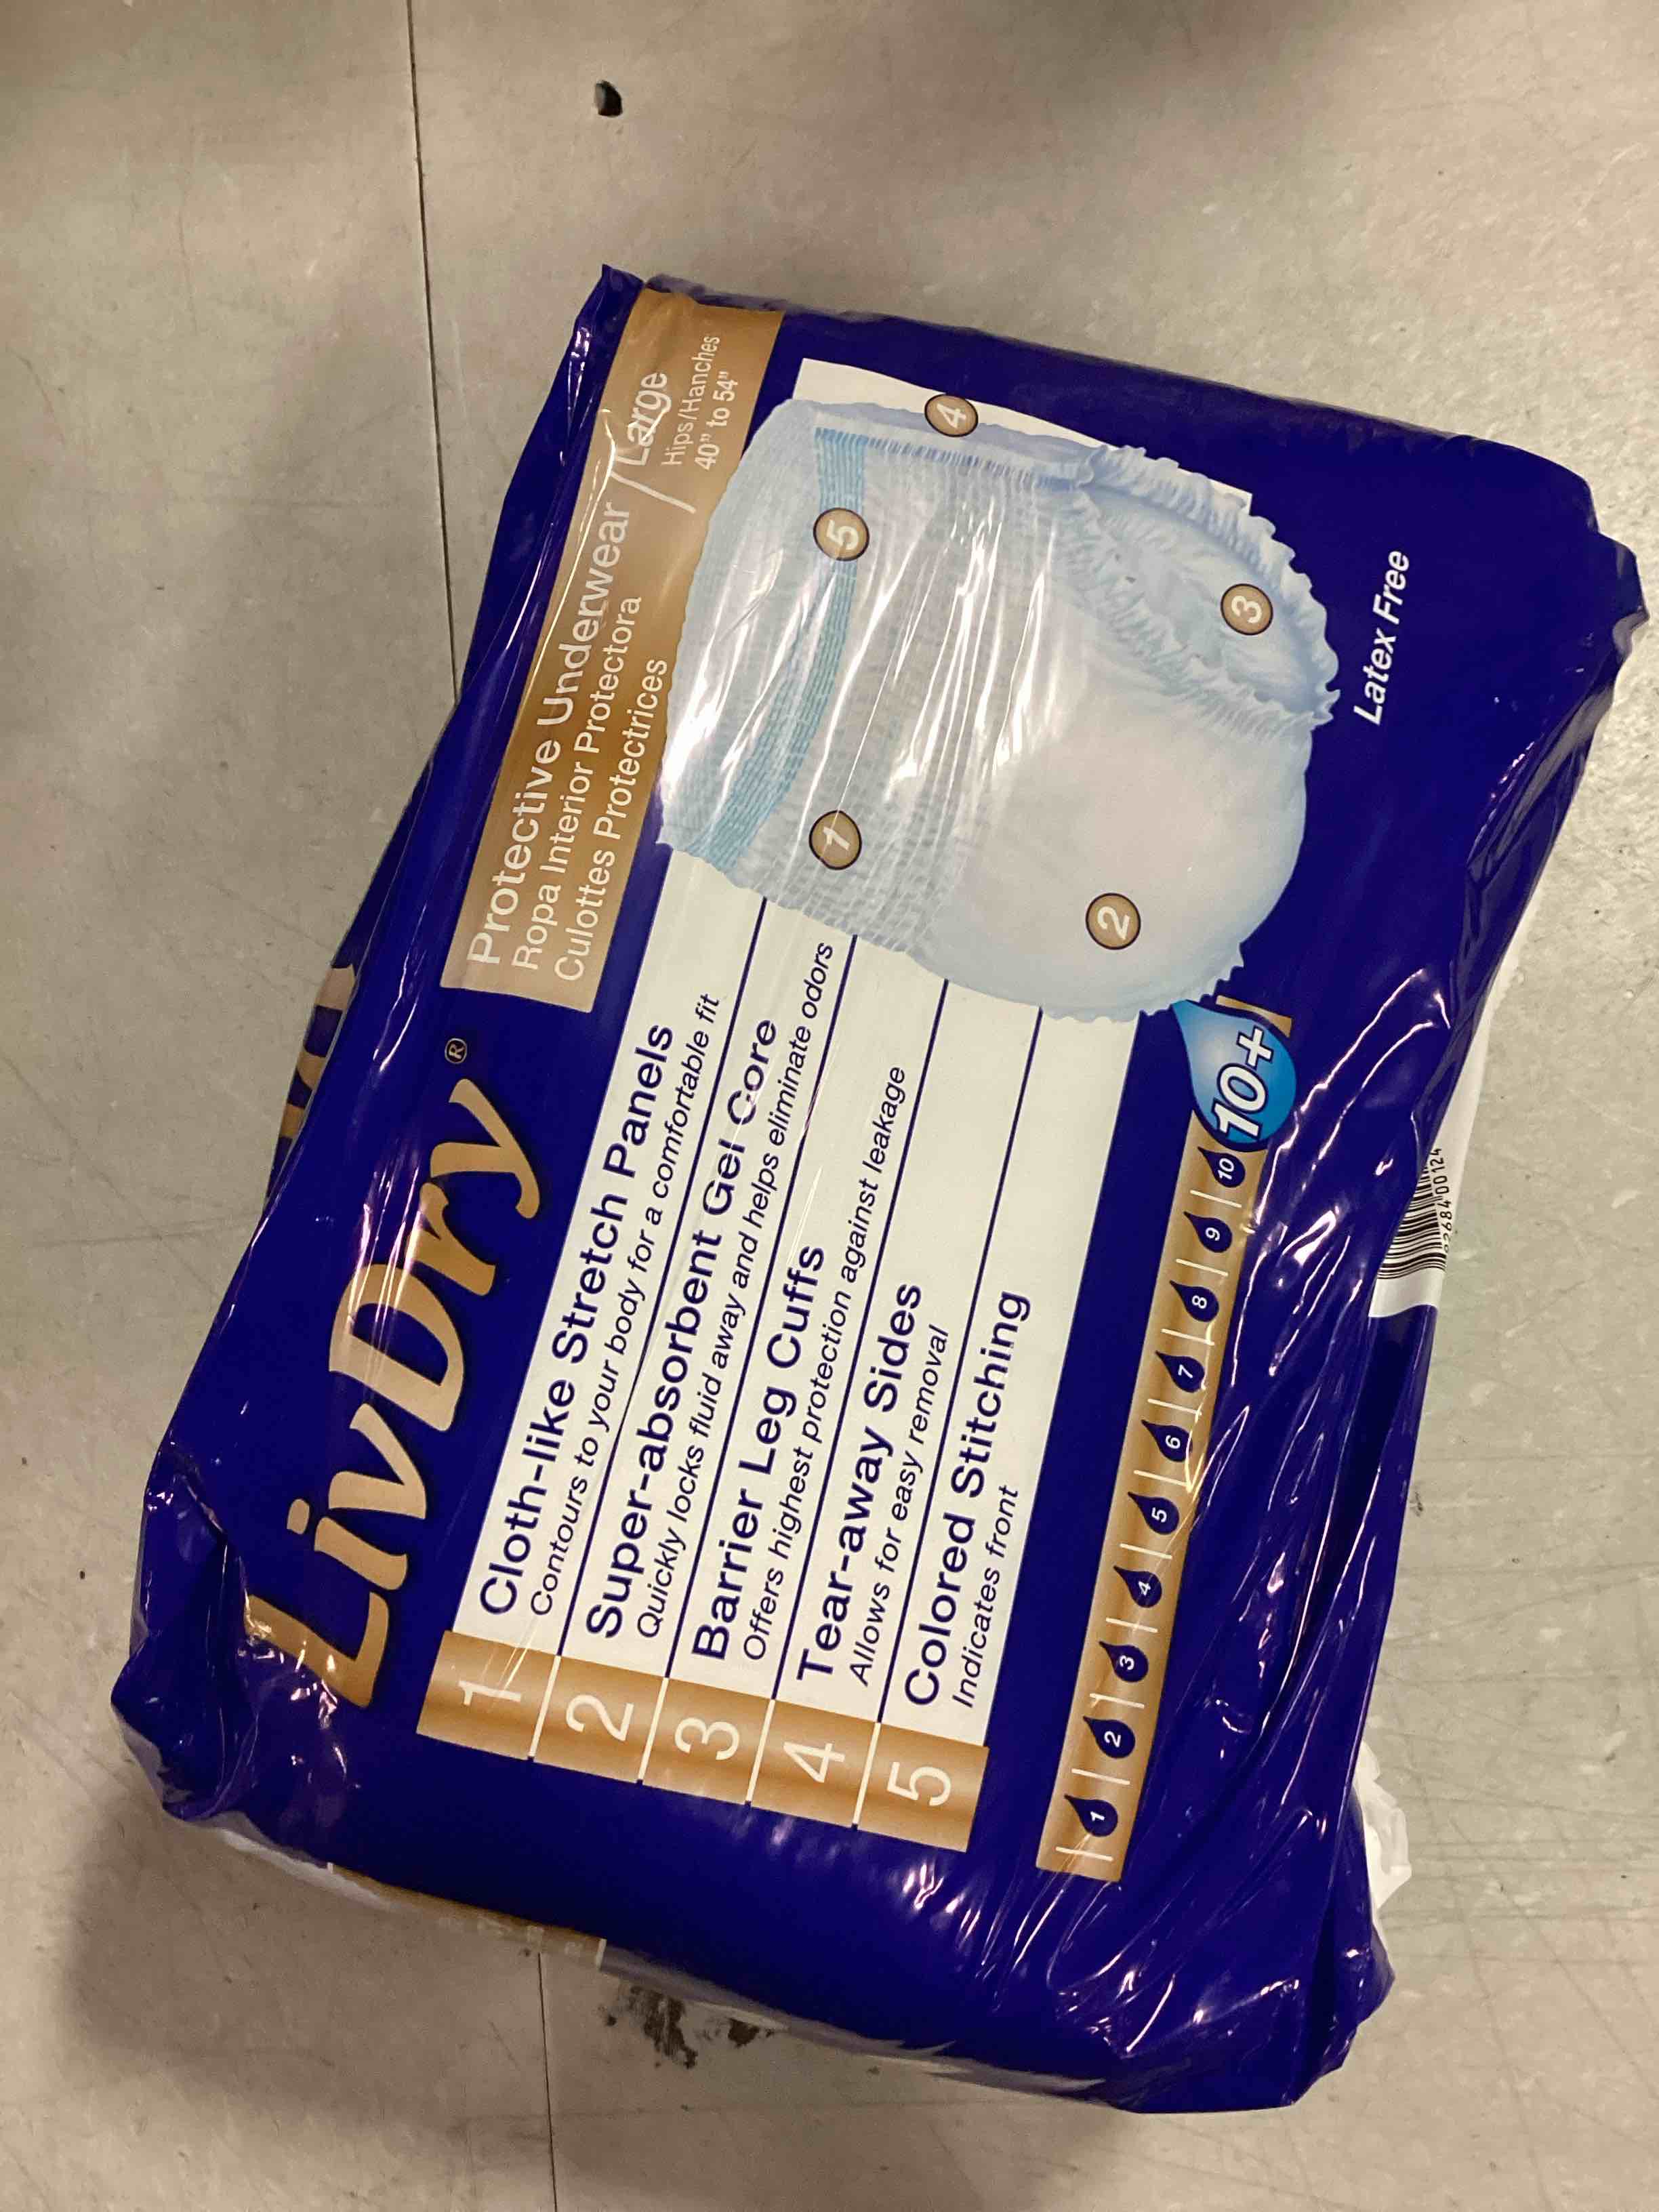 LivDry®
Protective Underwear
Ropa Interior Protectora
Culottes Protectrices
Large
Hips/Hanches
40" to 54"
1
Cloth-like Stretch Panels
Contours to your body for a comfortable fit
2
Super-absorbent Gel Core
Quickly locks fluid away and helps eliminate odors
3
Barrier Leg Cuffs
Offers highest protection against leakage
4
Tear-away Sides
Allows for easy removal
5
Colored Stitching
Indicates front
5
4
1
3
2
1 2 3 4 5 6 7 8 9 10 10+
Latex Free